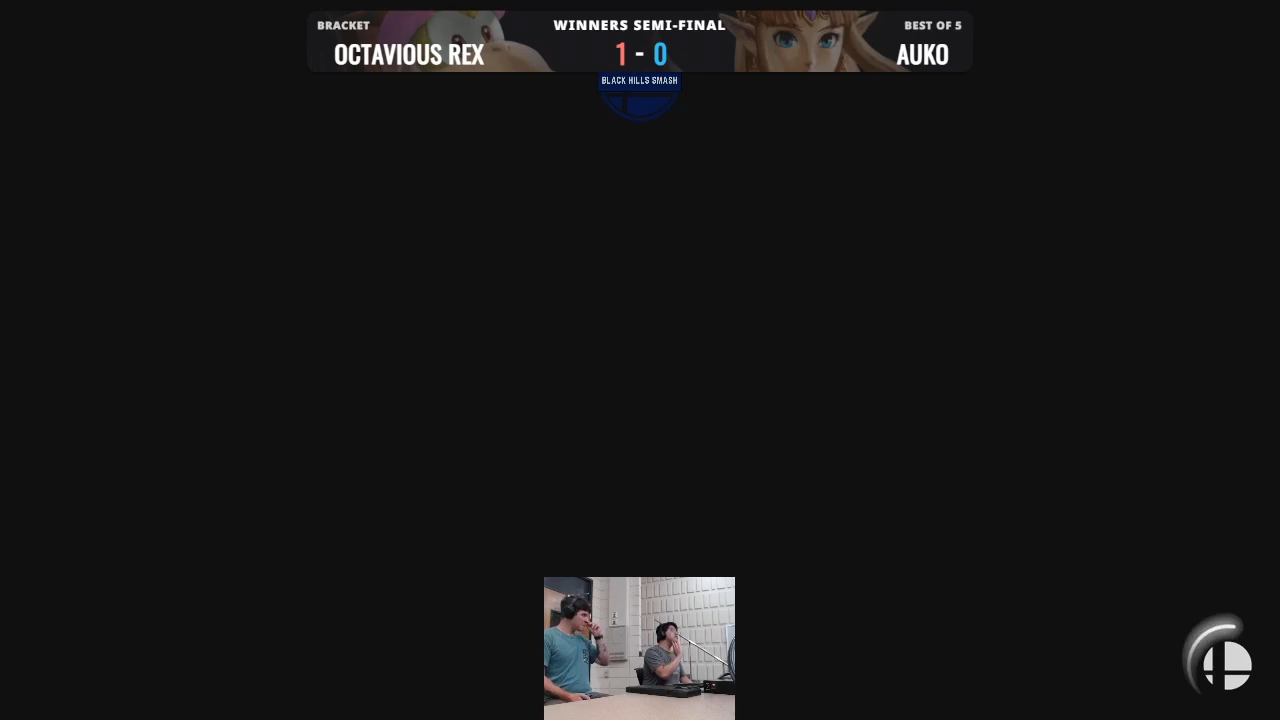 BRACKET
WINNERS SEMI-FINAL
BEST OF 5
OCTAVIOUS REX
1 - 0
AUKO
BLACK HILLS SMASH